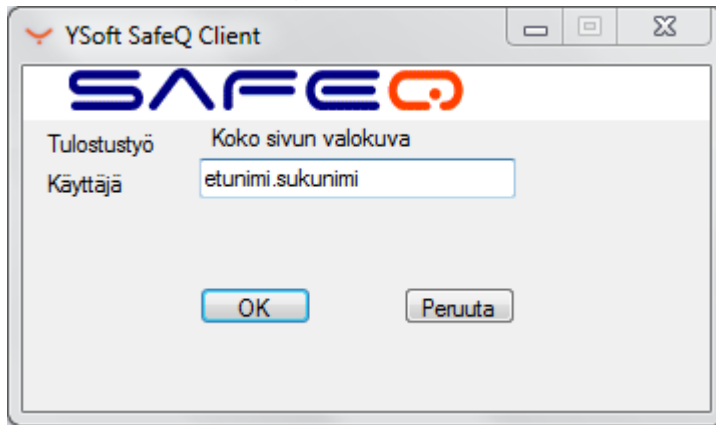 YSoft SafeQ Client
SAFEQ
Tulostustyö Koko sivun valokuva
Käyttäjä etunimi.sukunimi
OK Peruuta